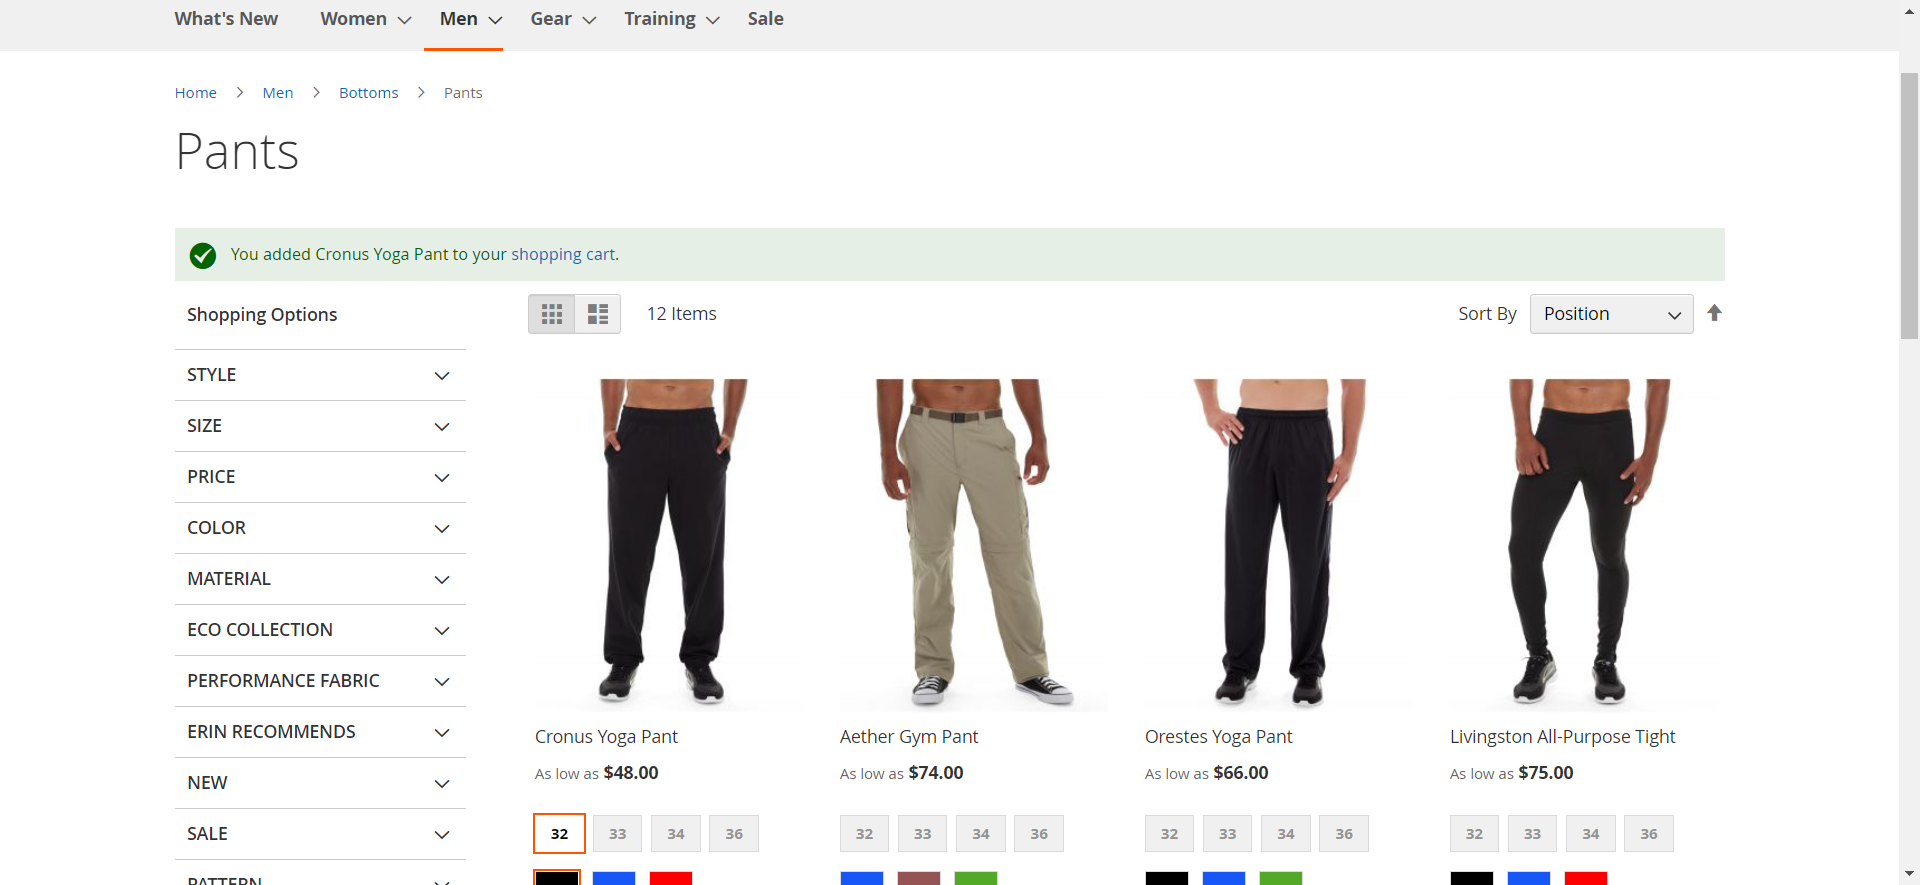 What's New Women Men Gear Training Sale
Home Men Bottoms Pants
Pants
You added Cronus Yoga Pant to your shopping cart.
Shopping Options
12 Items
Sort By Position
STYLE
SIZE
PRICE
COLOR
MATERIAL
ECO COLLECTION
PERFORMANCE FABRIC
ERIN RECOMMENDS
NEW
SALE
PATTERN
Cronus Yoga Pant
As low as $48.00
32 33 34 36
Aether Gym Pant
As low as $74.00
32 33 34 36
Orestes Yoga Pant
As low as $66.00
32 33 34 36
Livingston All-Purpose Tight
As low as $75.00
32 33 34 36